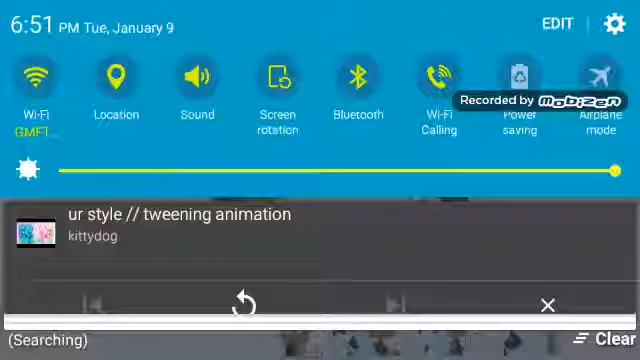 6:51 PM Tue, January 9 EDIT
Wi-Fi Location Sound Screen rotation Bluetooth Wi-Fi Calling Power saving Airplane mode
GMFT...
Recorded by MOBIZEN
ur style // tweening animation
kittydog
(Searching) Clear